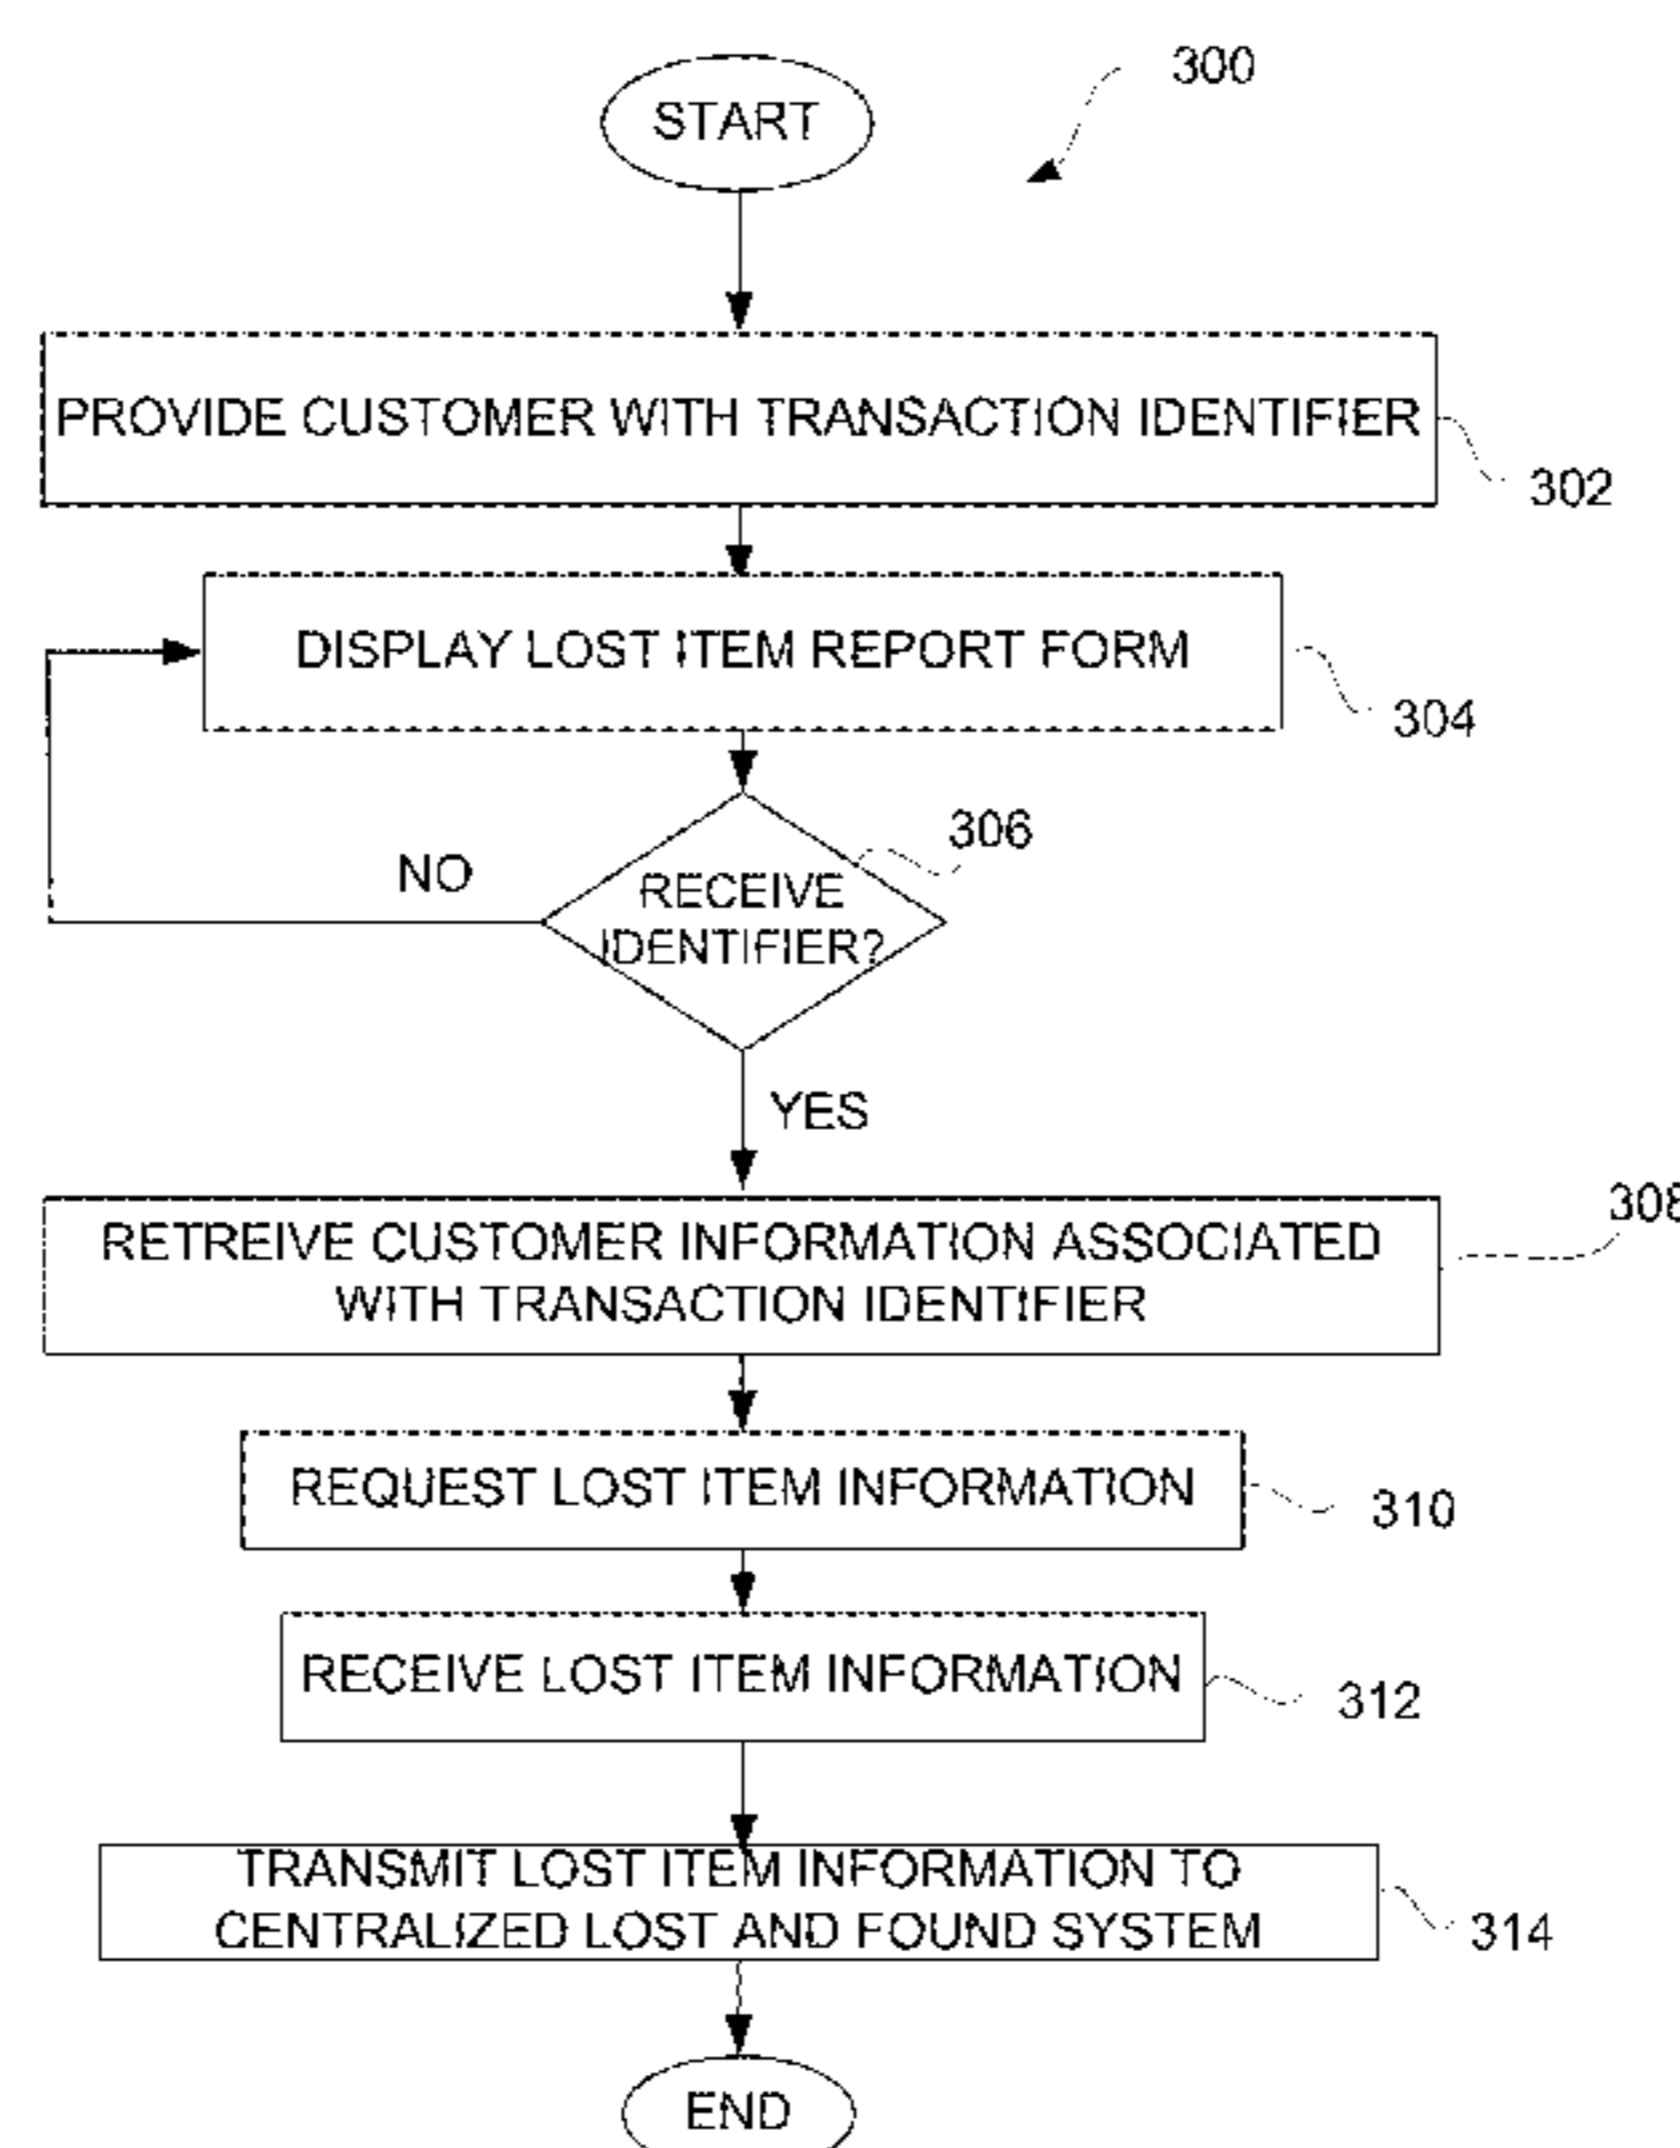 300
START
PROVIDE CUSTOMER WITH TRANSACTION IDENTIFIER
302
DISPLAY LOST ITEM REPORT FORM
304
306
NO
RECEIVE
IDENTIFIER?
YES
308
RETREIVE CUSTOMER INFORMATION ASSOCIATED
WITH TRANSACTION IDENTIFIER
REQUEST LOST ITEM INFORMATION
310
RECEIVE LOST ITEM INFORMATION
312
TRANSMIT LOST ITEM INFORMATION TO
CENTRALIZED LOST AND FOUND SYSTEM
314
END